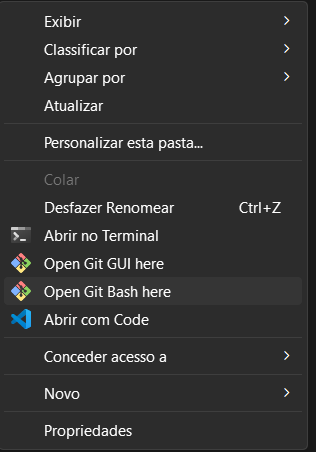 Exibir
Classificar por
Agrupar por
Atualizar
Personalizar esta pasta...
Colar
Desfazer Renomear Ctrl+Z
Abrir no Terminal
Open Git GUI here
Open Git Bash here
Abrir com Code
Conceder acesso a
Novo
Propriedades